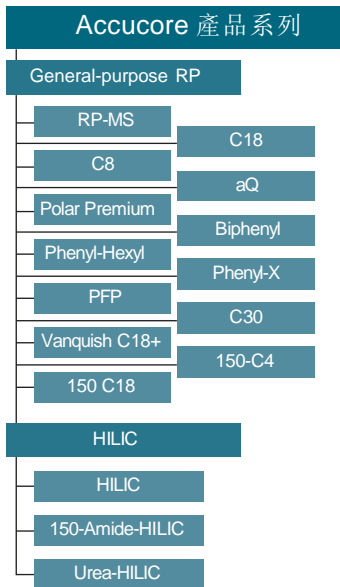 Accucore 產品系列
General-purpose RP
RP-MS
C18
C8
aQ
Polar Premium
Biphenyl
Phenyl-Hexyl
Phenyl-X
PFP
C30
Vanquish C18+
150-C4
150 C18
HILIC
HILIC
150-Amide-HILIC
Urea-HILIC